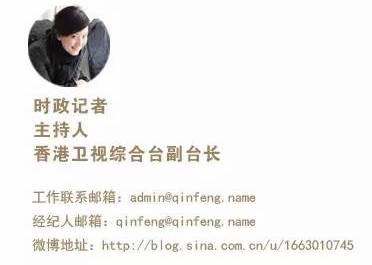 时政记者
主持人
香港卫视综合台副台长
工作联系邮箱：admin@qinfeng.name
经纪人邮箱：qinfeng@qinfeng.name
微博地址：http://blog.sina.com.cn/u/1663010745